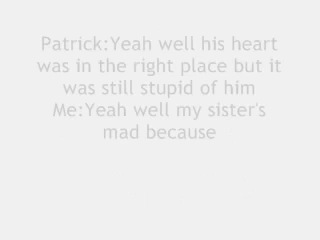 Patrick:Yeah well his heart
was in the right place but it
was still stupid of him
Me:Yeah well my sister's
mad because